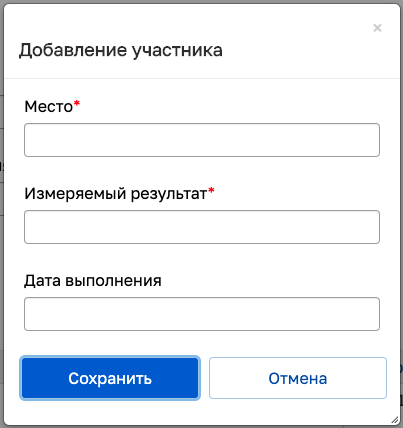 ×
Добавление участника
Место*
Измеряемый результат*
Дата выполнения
Сохранить
Отмена